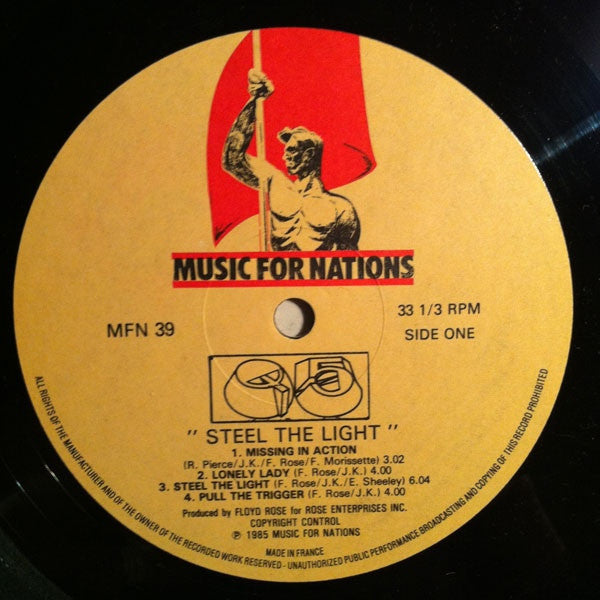 MUSIC FOR NATIONS
MFN 39
33 1/3 RPM
SIDE ONE
Q5
" STEEL THE LIGHT "
1. MISSING IN ACTION
(R. Pierce/J.K./F. Rose/F. Morissette) 3.02
2. LONELY LADY (F. Rose/J.K.) 4.00
3. STEEL THE LIGHT (F. Rose/J.K./E. Sheeley) 6.04
4. PULL THE TRIGGER (F. Rose/J.K.) 4.00
Produced by FLOYD ROSE for ROSE ENTERPRISES INC.
COPYRIGHT CONTROL
℗ 1985 MUSIC FOR NATIONS
MADE IN FRANCE
ALL RIGHTS OF THE MANUFACTURER AND OF THE OWNER OF THE RECORDED WORK RESERVED - UNAUTHORIZED PUBLIC PERFORMANCE BROADCASTING AND COPYING OF THIS RECORD PROHIBITED